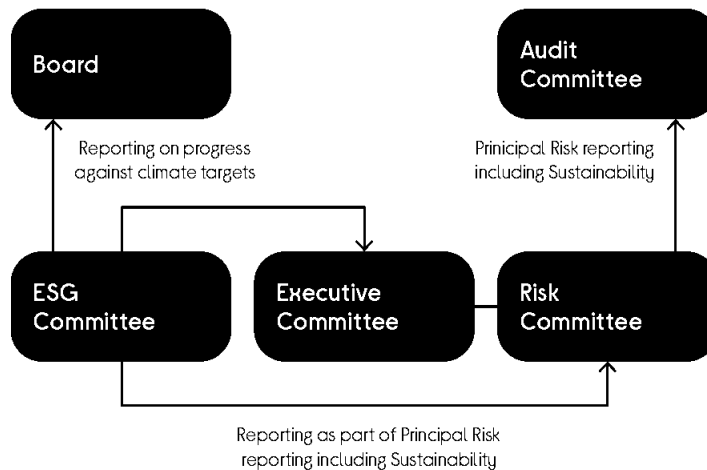 Board
Audit
Committee
Reporting on progress
against climate targets
Prinicipal Risk reporting
including Sustainability
ESG
Committee
Executive
Committee
Risk
Committee
Reporting as part of Principal Risk
reporting including Sustainability